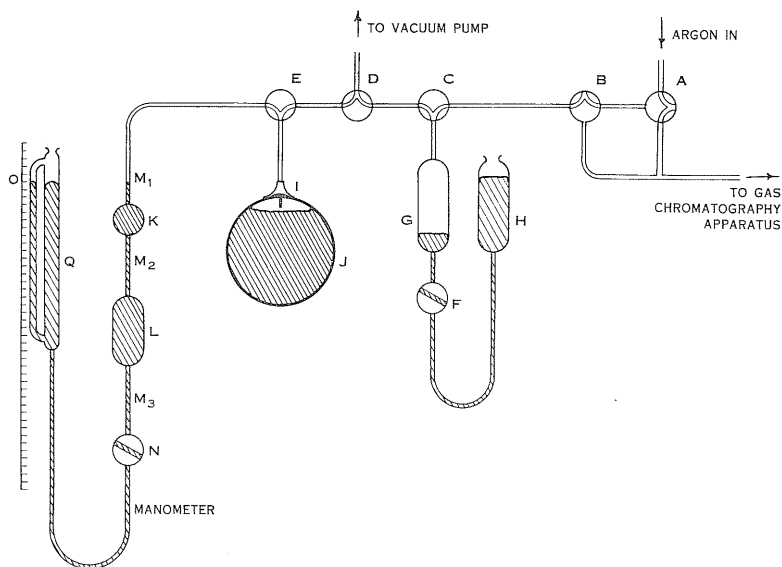 TO VACUUM PUMP
ARGON IN
E
D
C
B
A
O
M₁
K
I
G
H
TO GAS
CHROMATOGRAPHY
APPARATUS
Q
M₂
J
F
L
M₃
N
MANOMETER